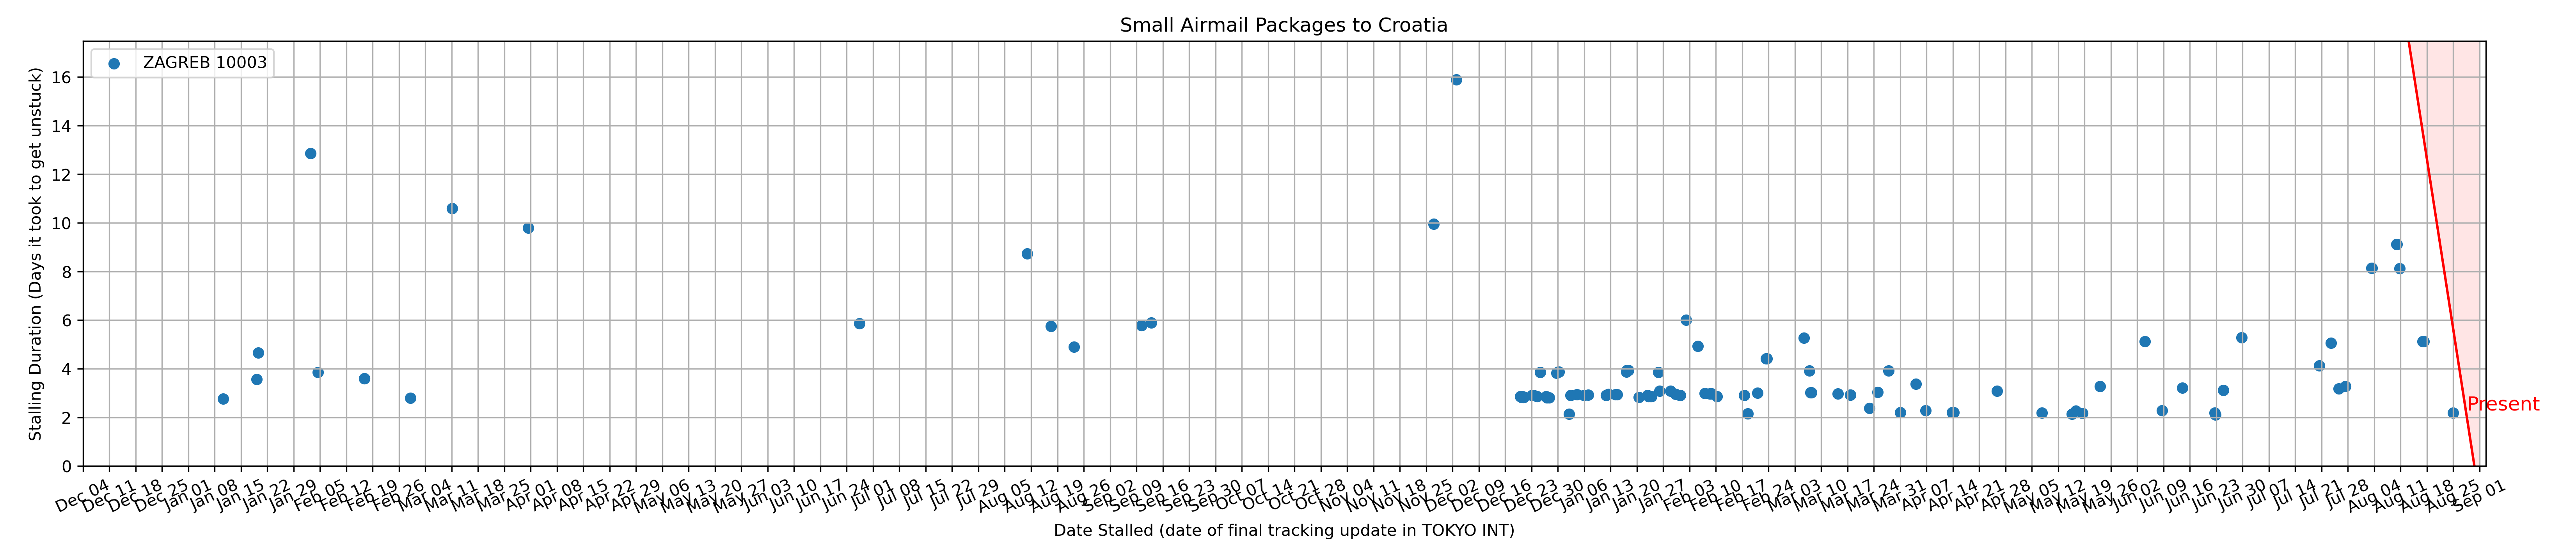 Small Airmail Packages to Croatia
ZAGREB 10003
Stalling Duration (Days it took to get unstuck)
16
14
12
10
8
6
4
2
0
Present
Dec 04
Dec 11
Dec 18
Dec 25
Jan 01
Jan 08
Jan 15
Jan 22
Jan 29
Feb 05
Feb 12
Feb 19
Feb 26
Mar 04
Mar 11
Mar 18
Mar 25
Apr 01
Apr 08
Apr 15
Apr 22
Apr 29
May 06
May 13
May 20
May 27
Jun 03
Jun 10
Jun 17
Jun 24
Jul 01
Jul 08
Jul 15
Jul 22
Jul 29
Aug 05
Aug 12
Aug 19
Aug 26
Sep 02
Sep 09
Sep 16
Sep 23
Sep 30
Oct 07
Oct 14
Oct 21
Oct 28
Nov 04
Nov 11
Nov 18
Nov 25
Dec 02
Dec 09
Dec 16
Dec 23
Dec 30
Jan 06
Jan 13
Jan 20
Jan 27
Feb 03
Feb 10
Feb 17
Feb 24
Mar 03
Mar 10
Mar 17
Mar 24
Mar 31
Apr 07
Apr 14
Apr 21
Apr 28
May 05
May 12
May 19
May 26
Jun 02
Jun 09
Jun 16
Jun 23
Jun 30
Jul 07
Jul 14
Jul 21
Jul 28
Aug 04
Aug 11
Aug 18
Aug 25
Sep 01
Date Stalled (date of final tracking update in TOKYO INT)